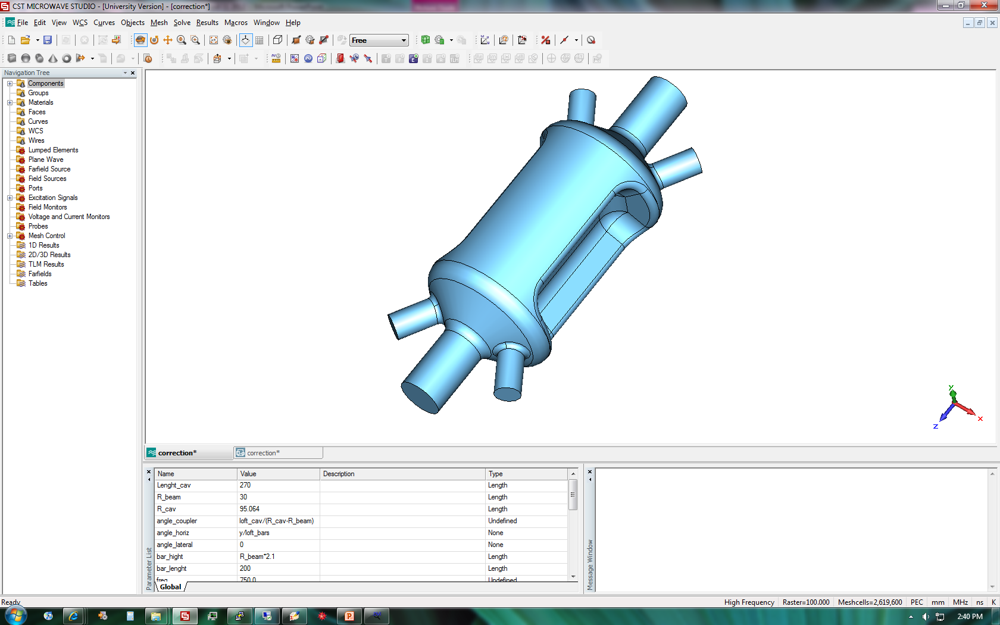 CST MICROWAVE STUDIO - [University Version] - [correction*]
File Edit View WCS Curves Objects Mesh Solve Results Macros Window Help
Free
Navigation Tree
Components
Groups
Materials
Faces
Curves
WCS
Wires
Lumped Elements
Plane Wave
Farfield Source
Field Sources
Ports
Excitation Signals
Field Monitors
Voltage and Current Monitors
Probes
Mesh Control
1D Results
2D/3D Results
TLM Results
Farfields
Tables
y
x
z
correction* correction*
Parameter List
Name Value Description Type
Lenght_cav 270 Length
R_beam 30 Length
R_cav 95.064 Length
angle_coupler loft_cav/(R_cav-R_beam) Undefined
angle_horiz y/loft_bars None
angle_lateral 0 None
bar_hight R_beam*2.1 Length
bar_lenght 200 Length
freq 750.0 Undefined
Global
Message Window
Ready High Frequency Raster=100.000 Meshcells=2,619,600 PEC mm MHz ns K
2:40 PM